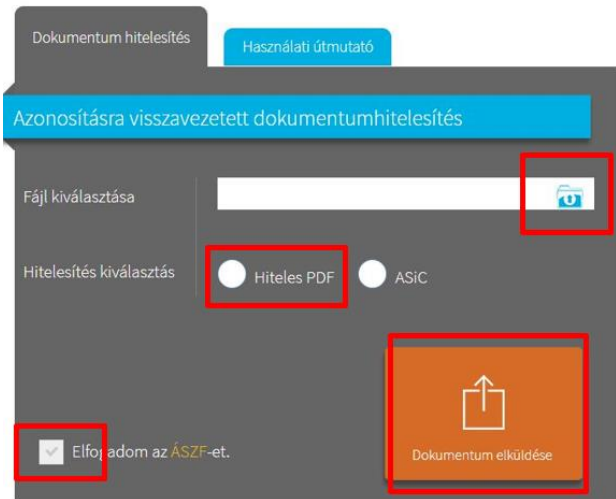 Dokumentum hitelesítés
Használati útmutató
Azonosításra visszavezetett dokumentumhitelesítés
Fájl kiválasztása
Hitelesítés kiválasztás
Hiteles PDF
ASiC
Elfogadom az ÁSZF-et.
Dokumentum elküldése